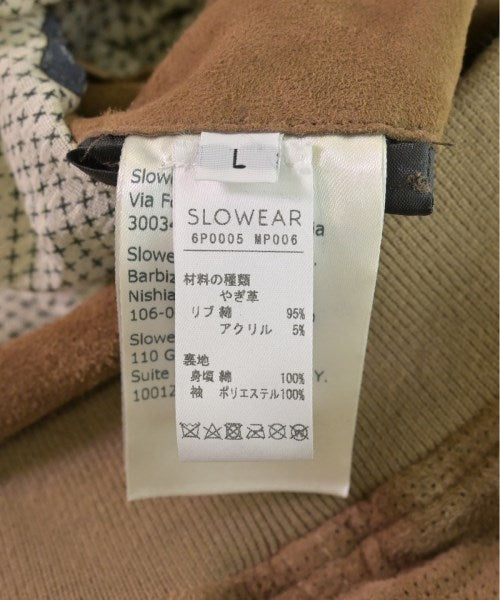 L
SLOWEAR
6P0005 MP006
材料の種類
やぎ革
リブ 綿 95%
アクリル 5%
裏地
身頃 綿 100%
袖 ポリエステル100%
Slow
Via Fo
3003
Slowe
Barbiz
Nishia
106-0
Slowe
110 G
Suite Y.
10012